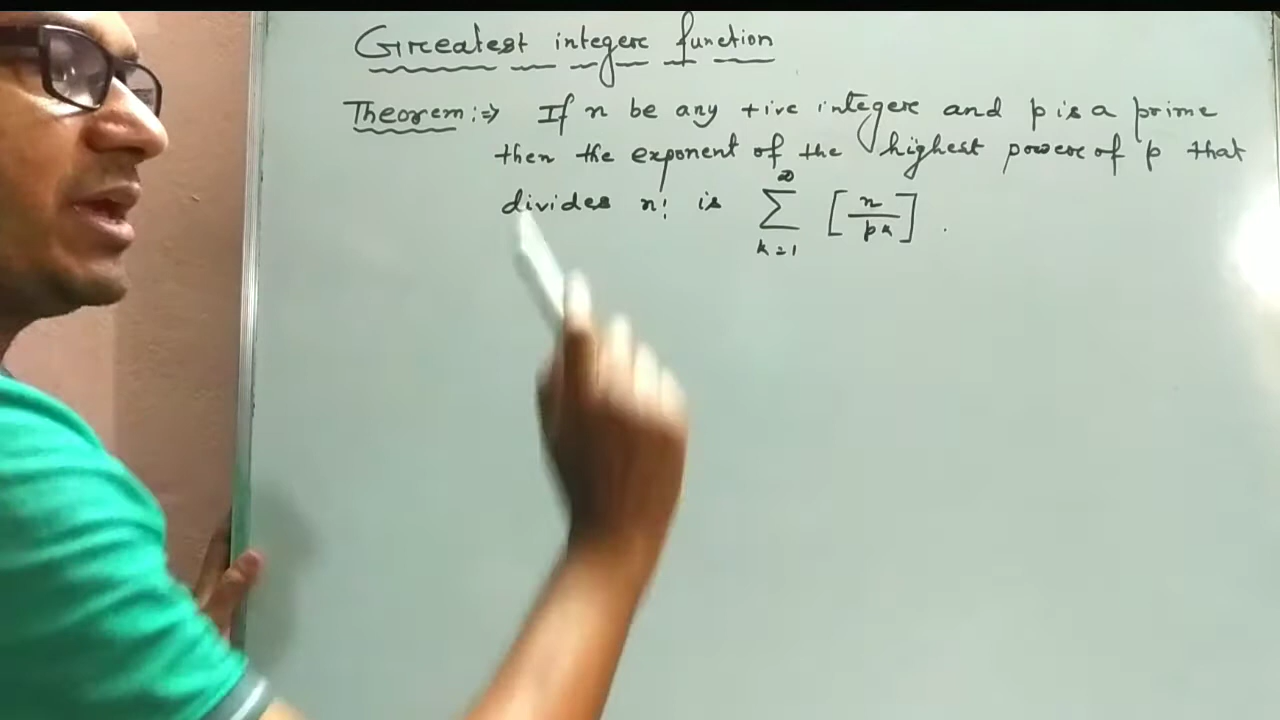 Greatest integer function
Theorem :⇒ If n be any +ive integer and p is a prime
then the exponent of the highest power of p that
divides n! is ∑_{k=1}^{∞} [n/p^k].